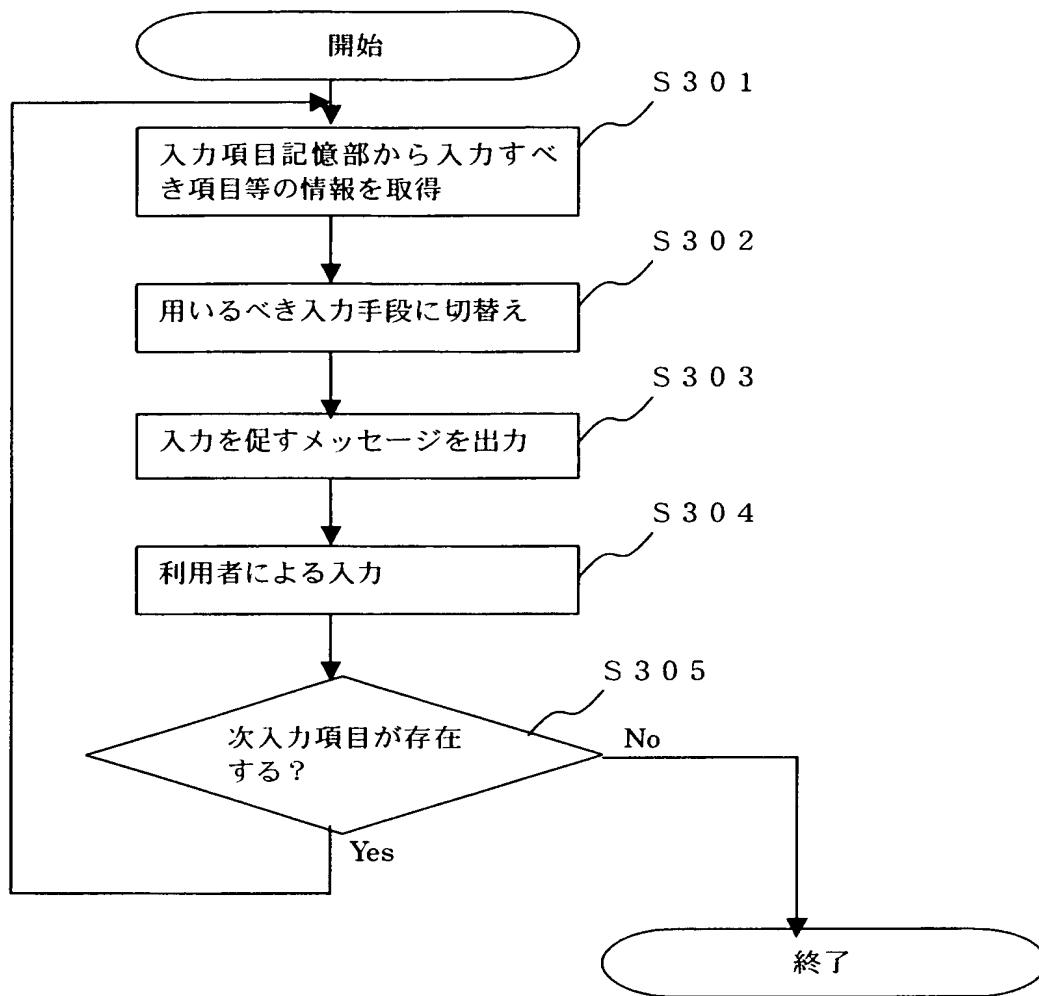 開始
S301
入力項目記憶部から入力すべ
き項目等の情報を取得
S302
用いるべき入力手段に切替え
S303
入力を促すメッセージを出力
S304
利用者による入力
S305
次入力項目が存在
する?
No
Yes
終了